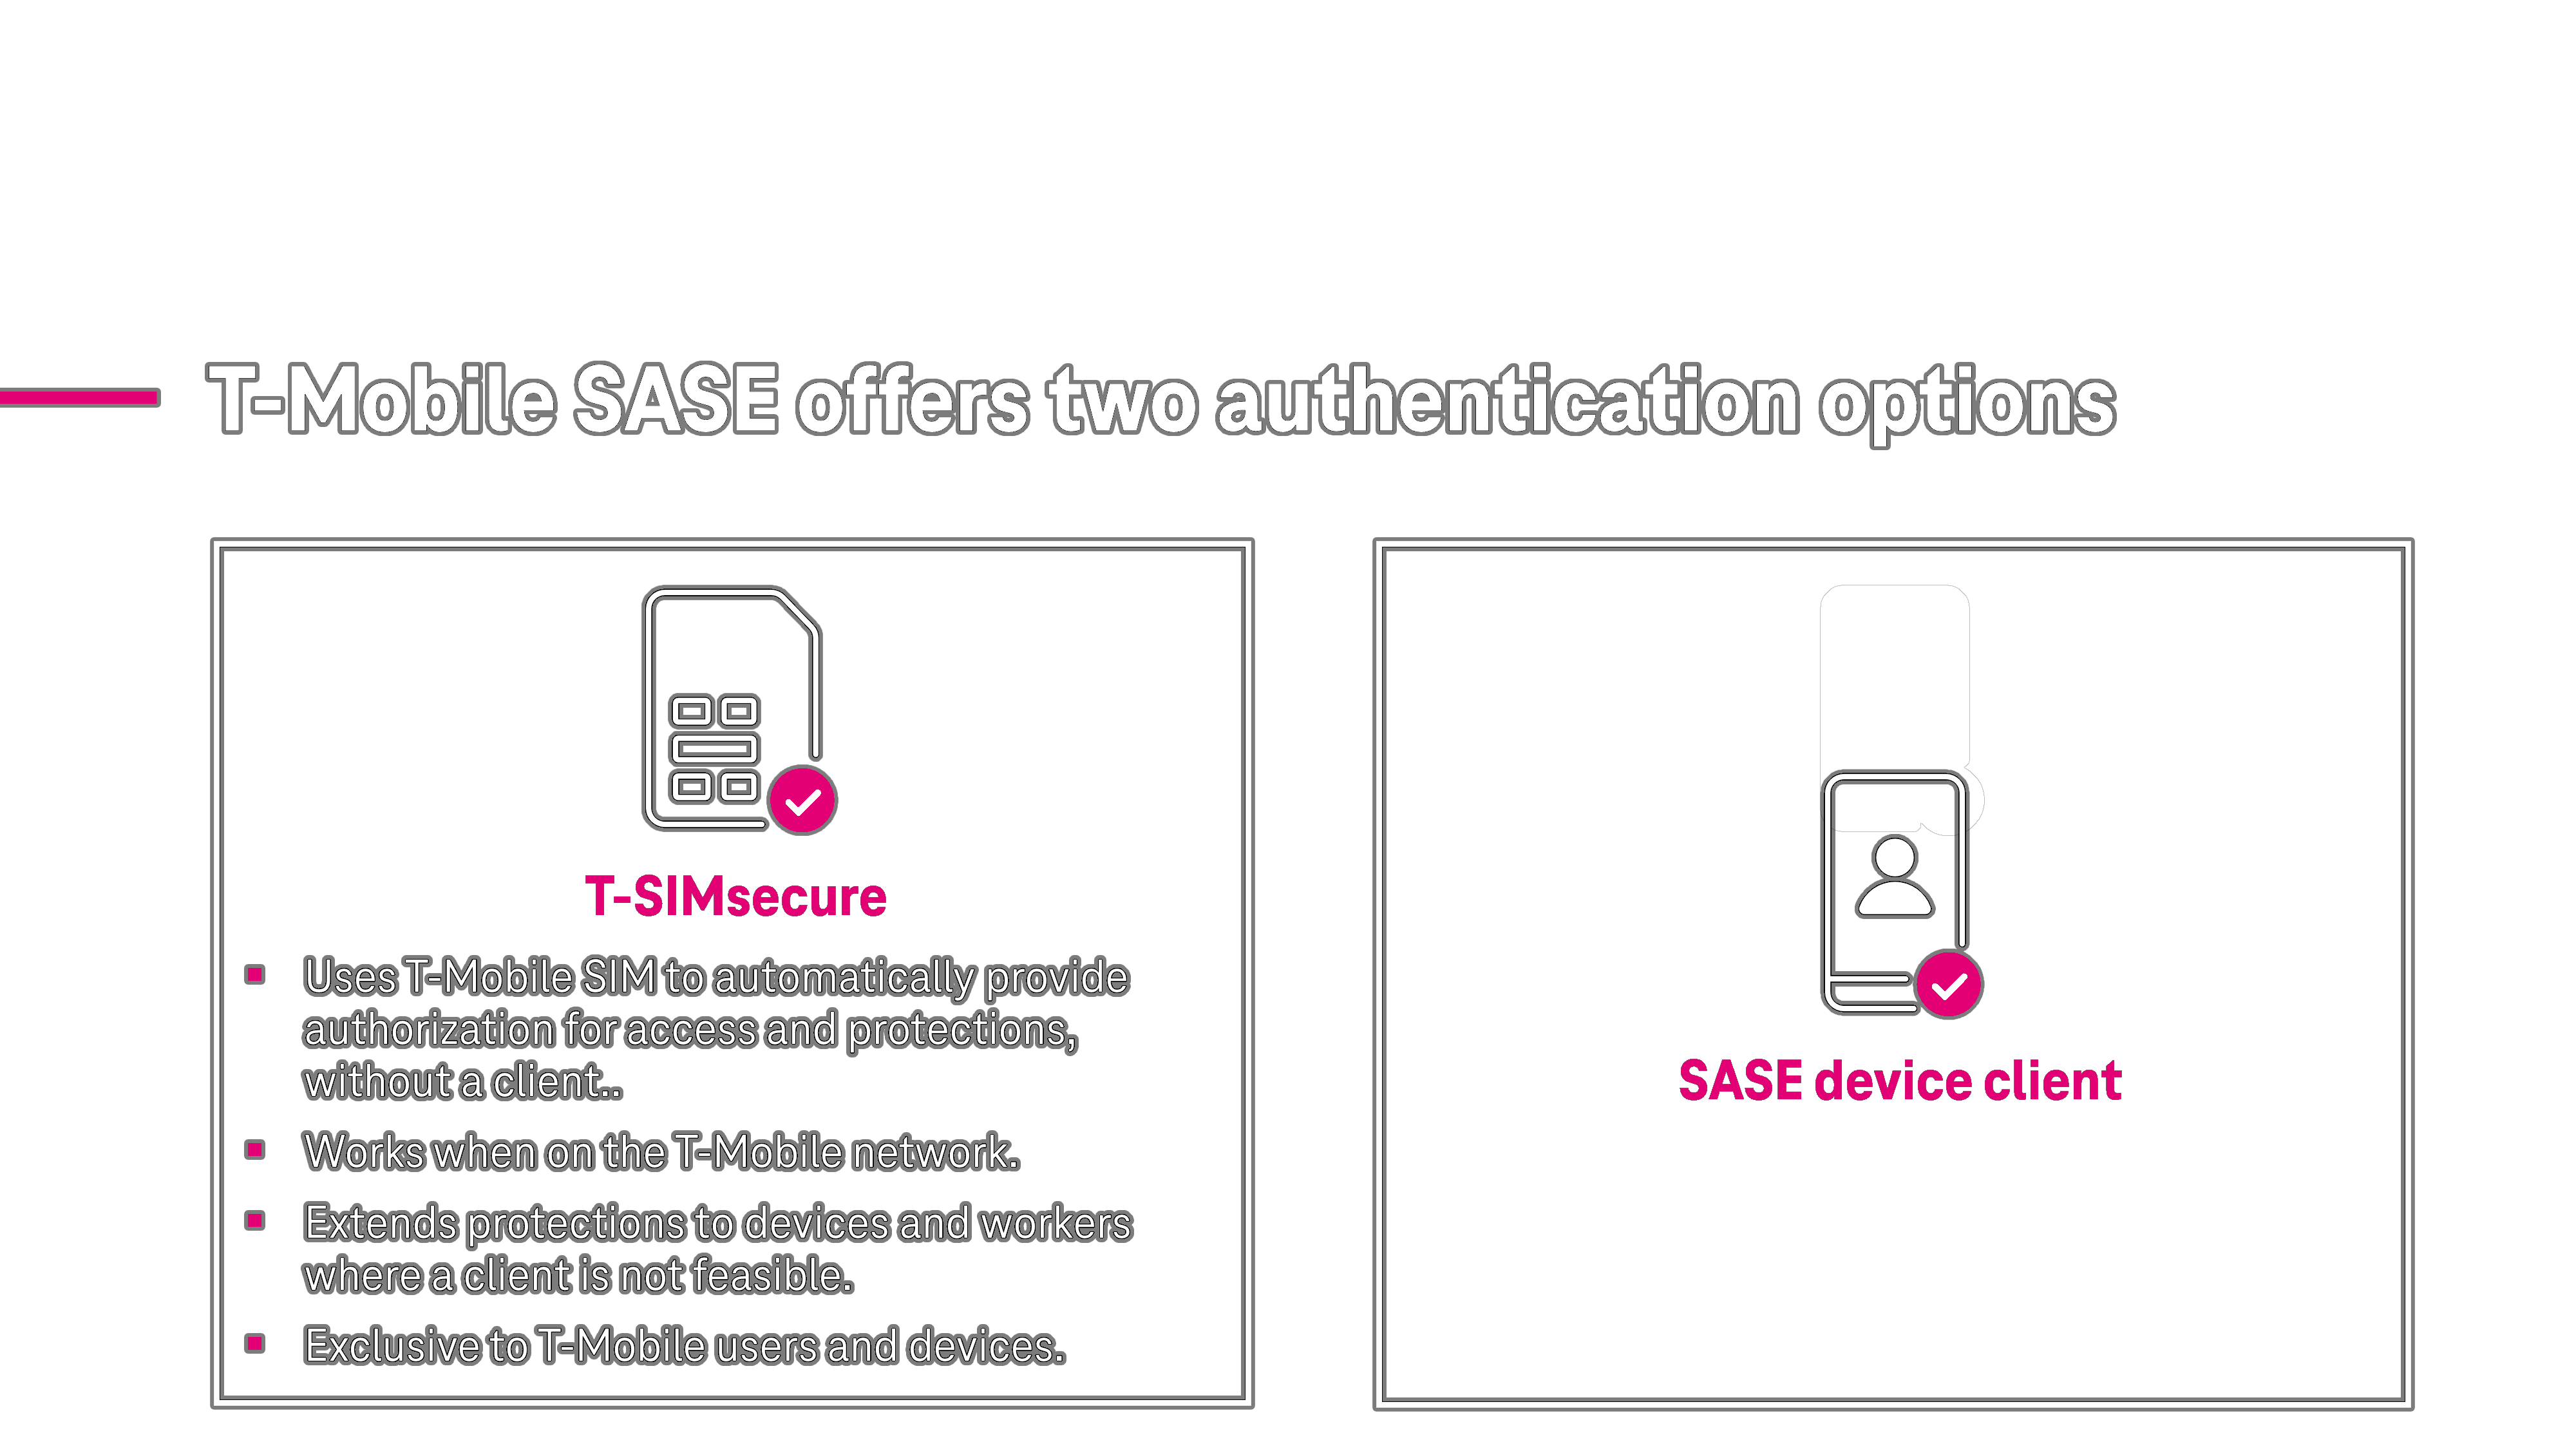 T-Mobile SASE offers two authentication options
T-SIMsecure
Uses T-Mobile SIM to automatically provide
authorization for access and protections,
without a client..
Works when on the T-Mobile network.
Extends protections to devices and workers
where a client is not feasible.
Exclusive to T-Mobile users and devices.
SASE device client